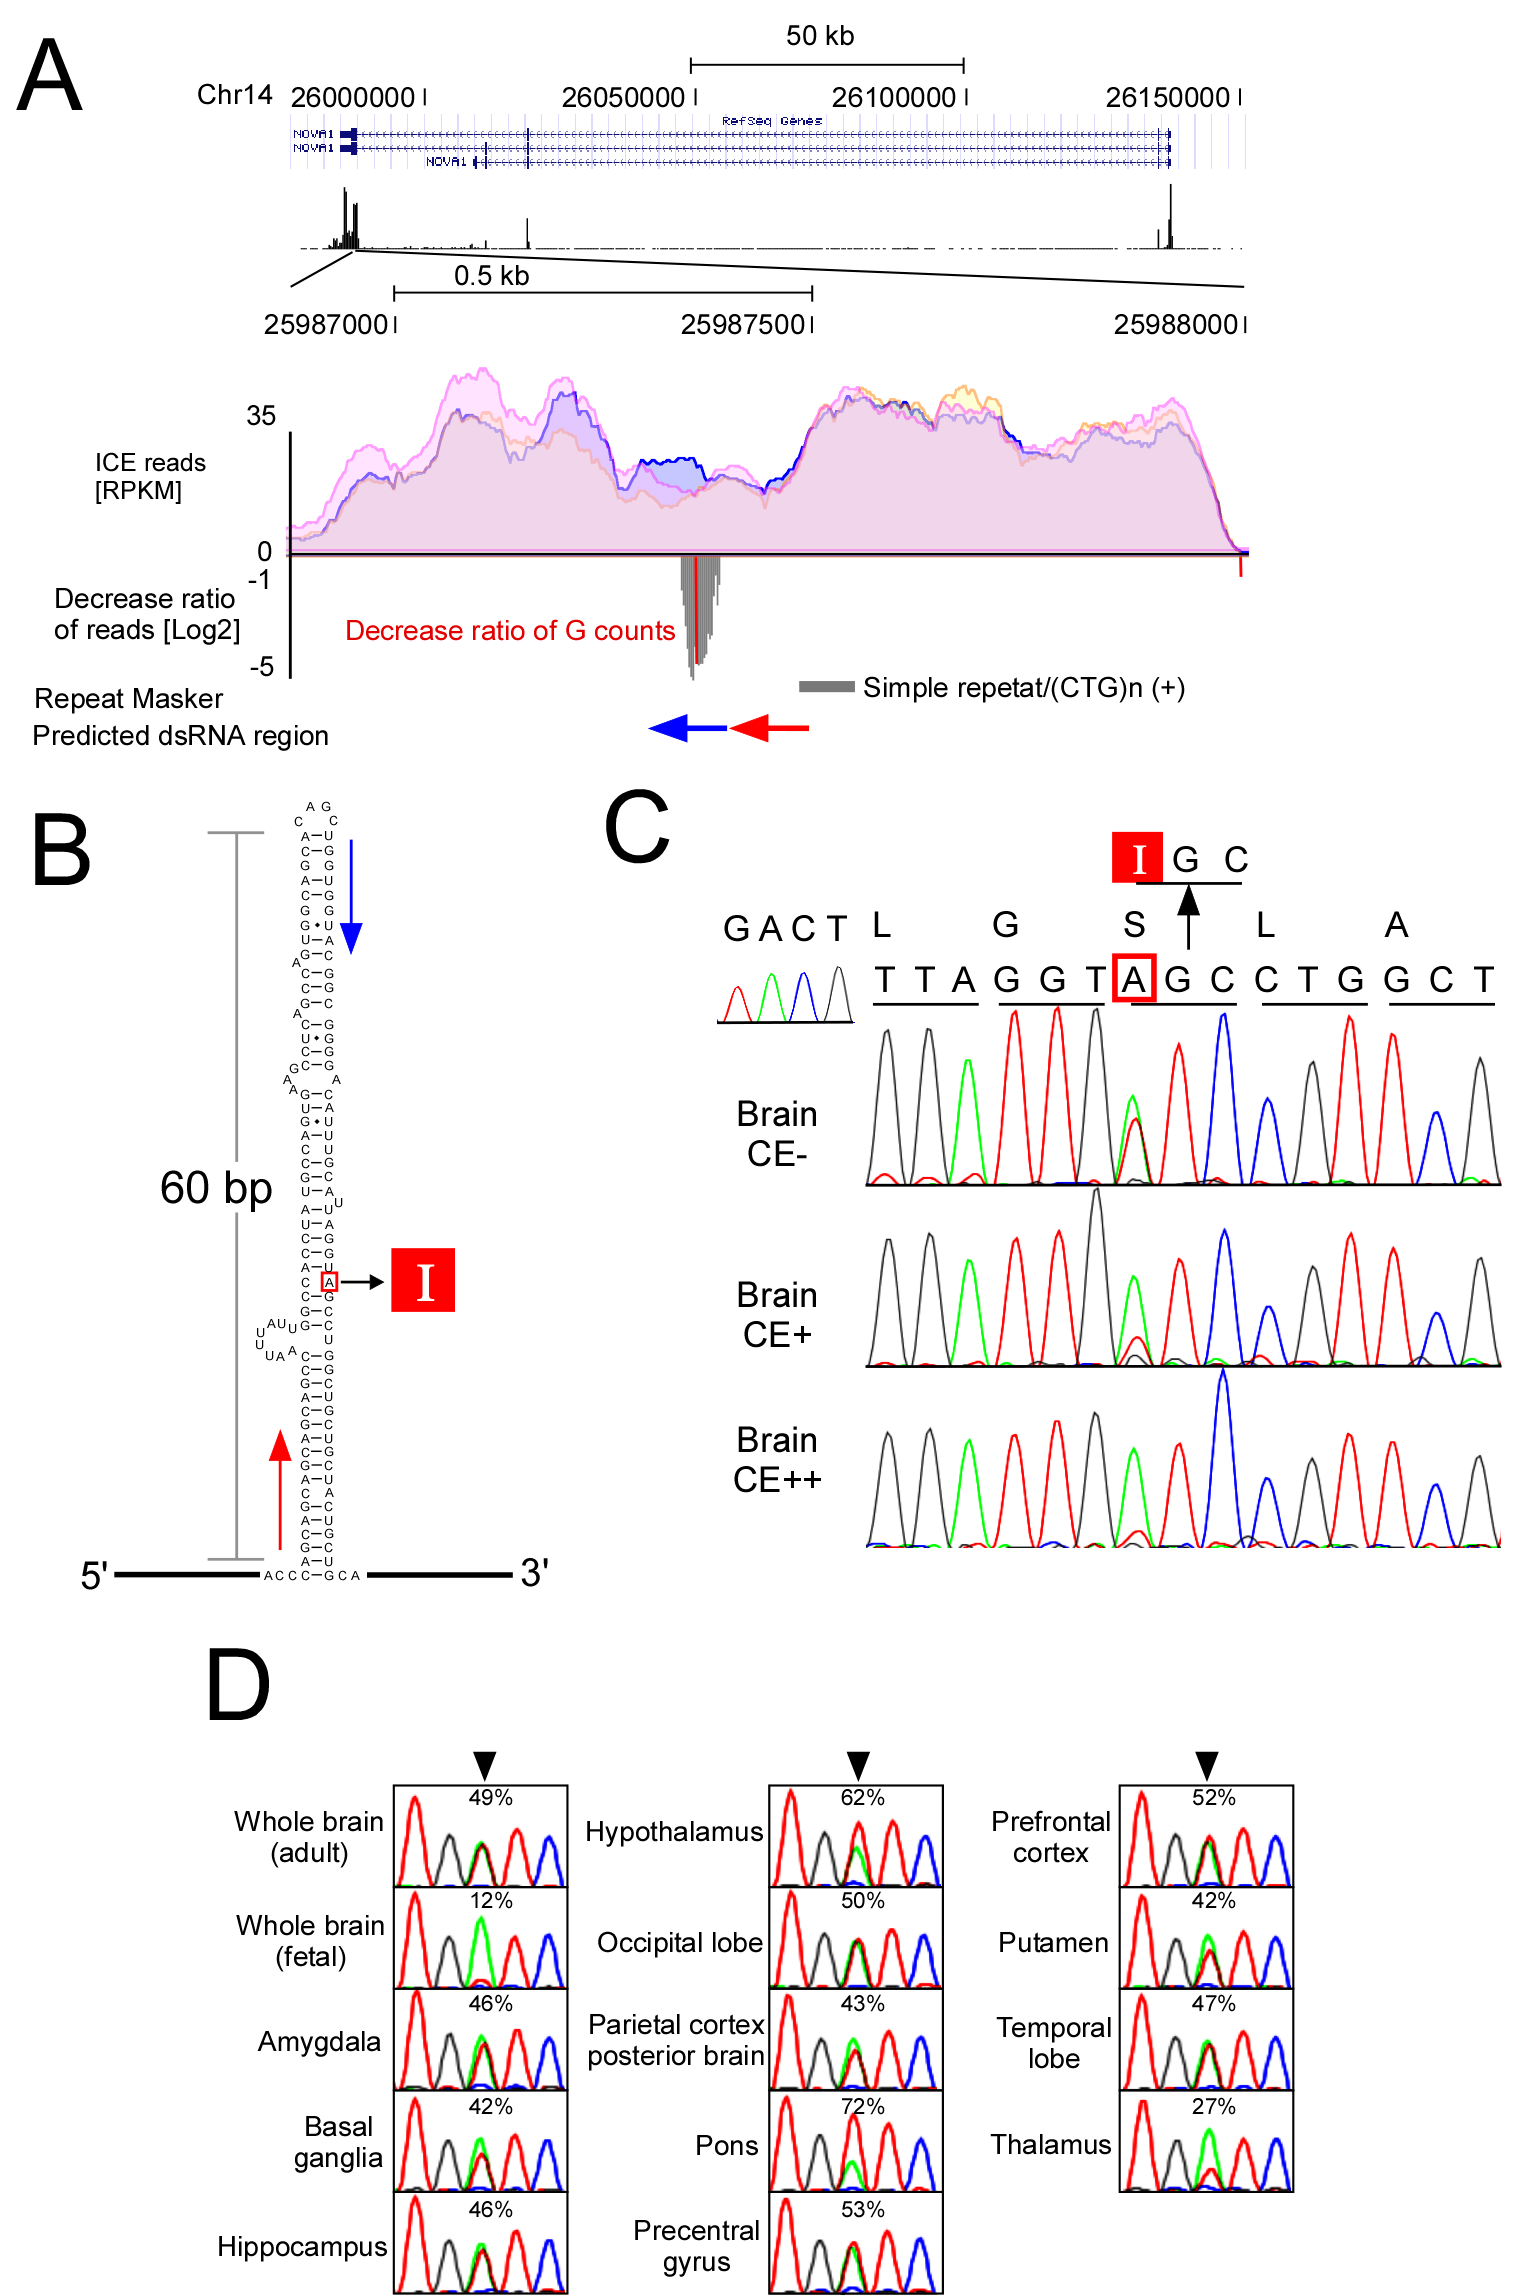 A
50 kb
Chr14 26000000 26050000 26100000 26150000
RefSeq Genes
NOVA1
NOVA1
NOVA1
0.5 kb
25987000 25987500 25988000
35
ICE reads
[RPKM]
0
-1
Decrease ratio
of reads [Log2]
Decrease ratio of G counts
-5
Simple repetat/(CTG)n (+)
Repeat Masker
Predicted dsRNA region
B
60 bp
I
5'
ACCC
GCA
3'
C
I G C
G A C T
L G S L A
T T A G G T A G C C T G G C T
Brain
CE-
Brain
CE+
Brain
CE++
D
Whole brain
(adult)
49%
Hypothalamus
62%
Prefrontal
cortex
52%
Whole brain
(fetal)
12%
Occipital lobe
50%
Putamen
42%
Amygdala
46%
Parietal cortex
posterior brain
43%
Temporal
lobe
47%
Basal
ganglia
42%
Pons
72%
Thalamus
27%
Hippocampus
46%
Precentral
gyrus
53%